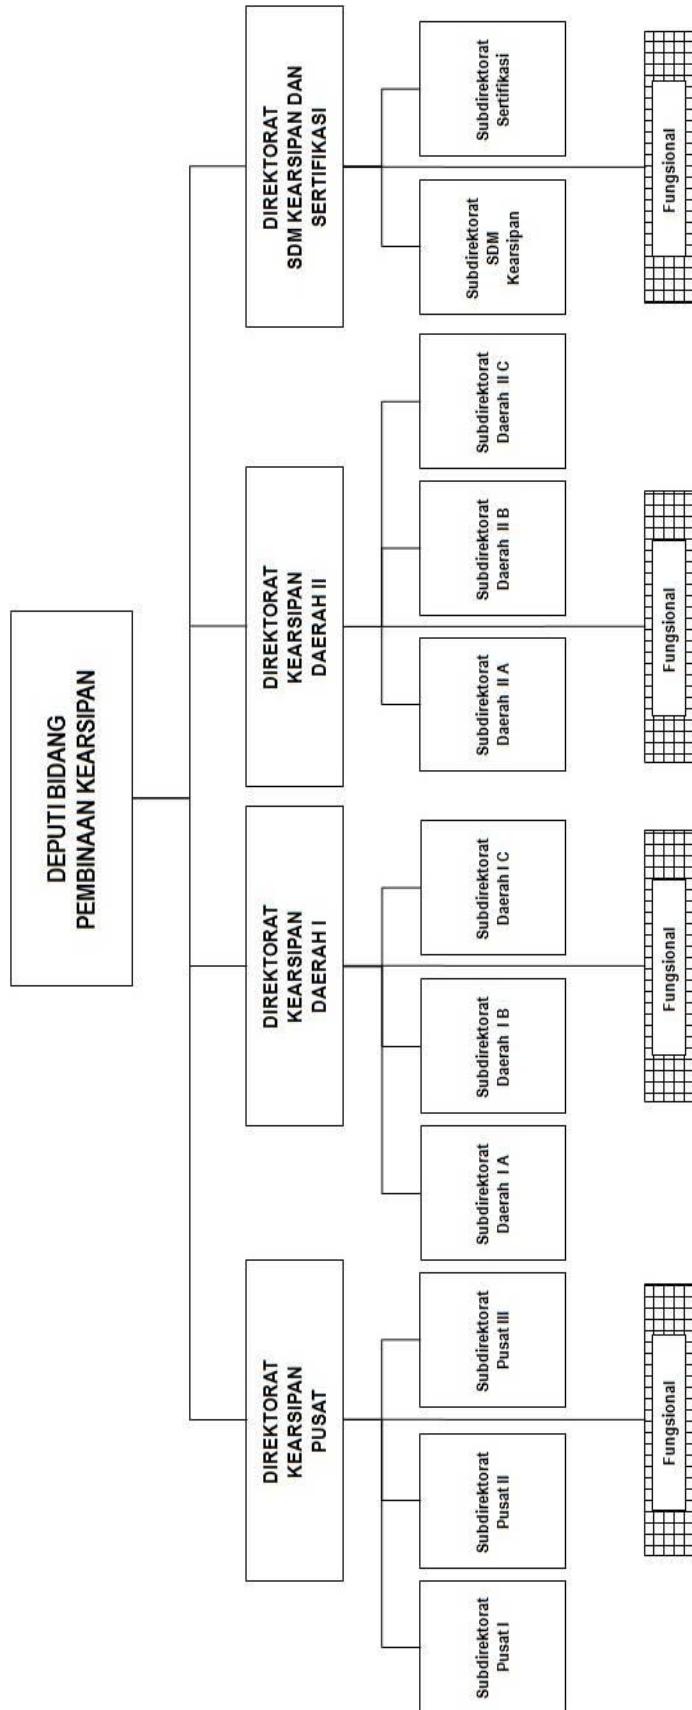 DEPUTI BIDANG
PEMBINAAN KEARSIPAN
DIREKTORAT
KEARSIPAN
PUSAT
DIREKTORAT
KEARSIPAN
DAERAH I
DIREKTORAT
KEARSIPAN
DAERAH II
DIREKTORAT
SDM KEARSIPAN DAN
SERTIFIKASI
Subdirektorat
Pusat I
Subdirektorat
Pusat II
Subdirektorat
Pusat III
Subdirektorat
Daerah I A
Subdirektorat
Daerah I B
Subdirektorat
Daerah I C
Subdirektorat
Daerah II A
Subdirektorat
Daerah II B
Subdirektorat
Daerah II C
Subdirektorat
SDM
Kearsipan
Subdirektorat
Sertifikasi
Fungsional
Fungsional
Fungsional
Fungsional